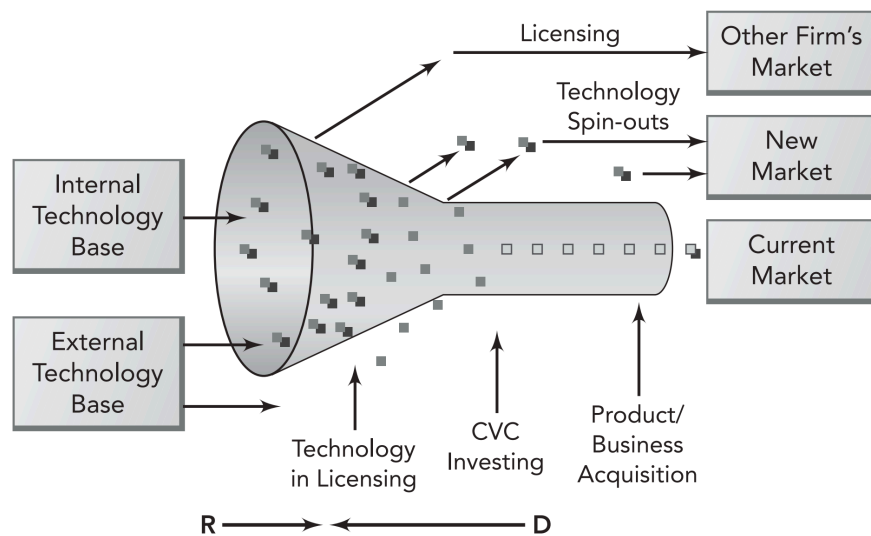 Licensing
Other Firm's
Market
Technology
Spin-outs
New
Market
Internal
Technology
Base
Current
Market
External
Technology
Base
Technology
in Licensing
CVC
Investing
Product/
Business
Acquisition
R
D